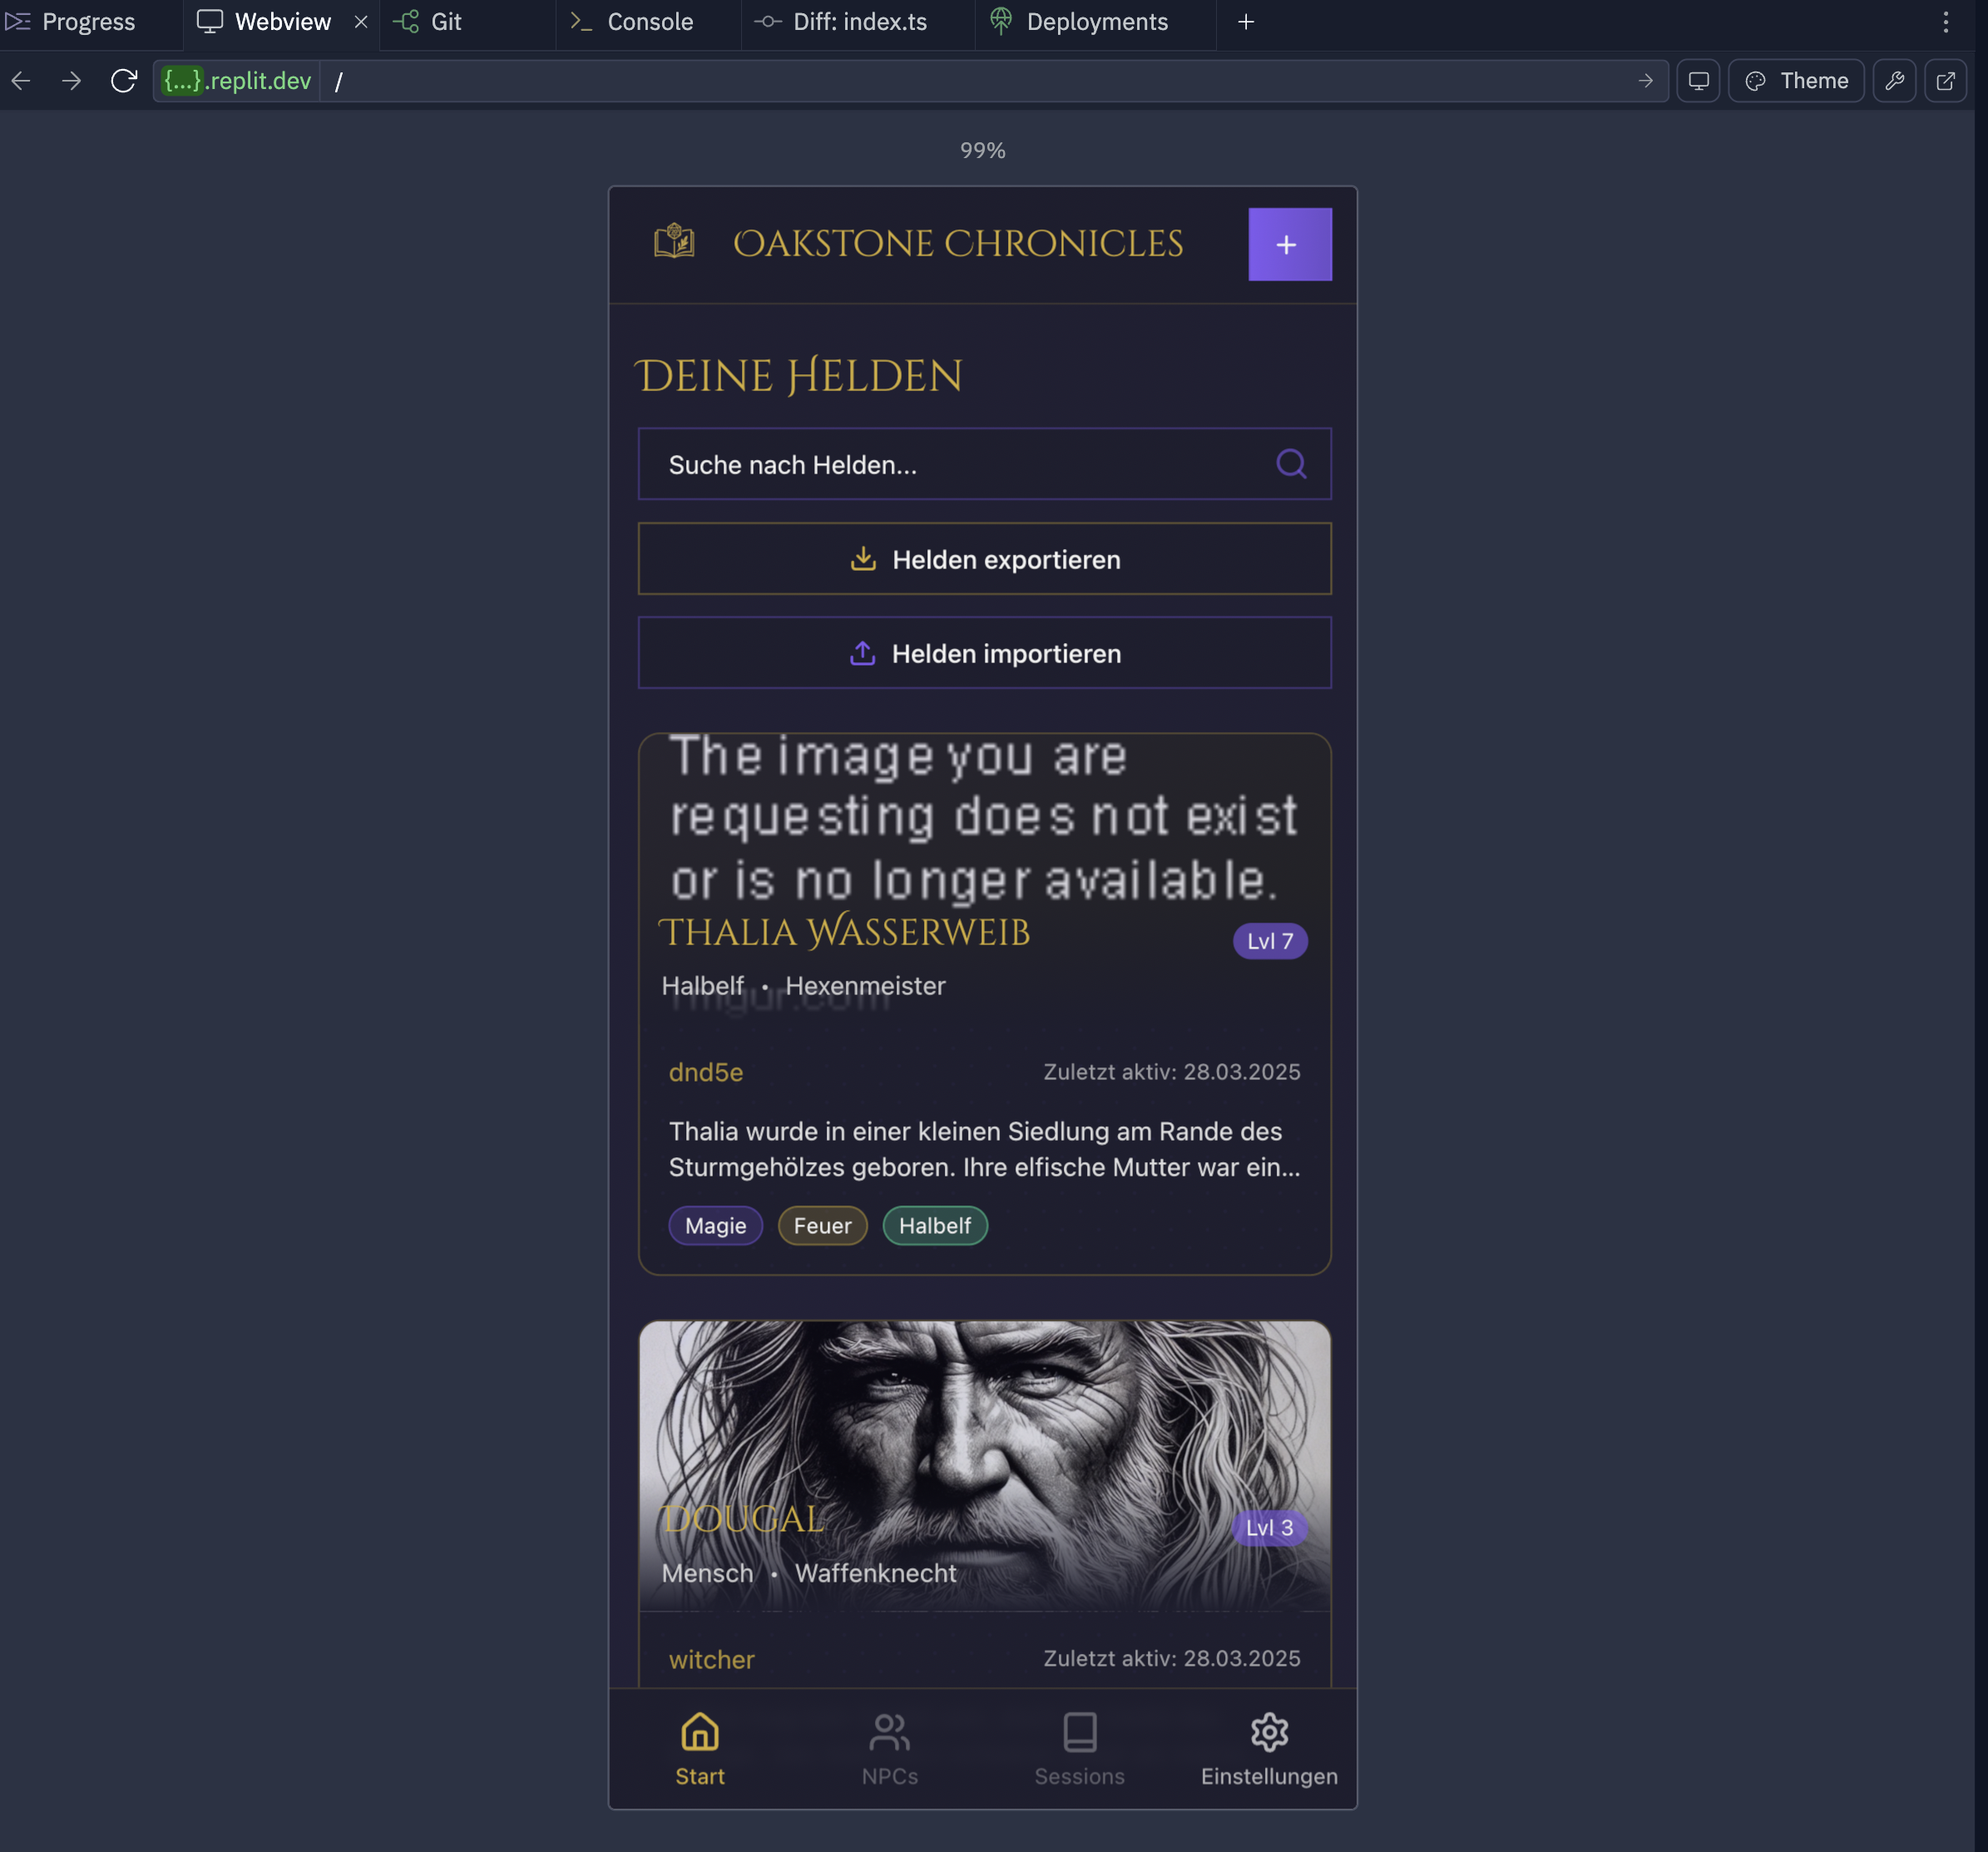 Progress
Webview
Git
Console
Diff: index.ts
Deployments
{...}.replit.dev
/
Theme
99%
Oakstone Chronicles
+
Deine Helden
Suche nach Helden...
Helden exportieren
Helden importieren
The image you are
requesting does not exist
or is no longer available.
Thalia Wasserweib
Lvl 7
Halbelf • Hexenmeister
imgur.com
dnd5e
Zuletzt aktiv: 28.03.2025
Thalia wurde in einer kleinen Siedlung am Rande des
Sturmgehölzes geboren. Ihre elfische Mutter war ein...
Magie
Feuer
Halbelf
Dougal
Lvl 3
Mensch • Waffenknecht
witcher
Zuletzt aktiv: 28.03.2025
Start
NPCs
Sessions
Einstellungen